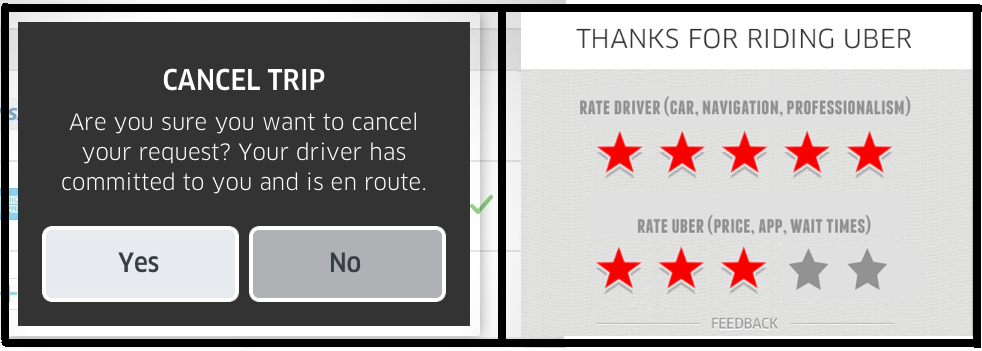 CANCEL TRIP
Are you sure you want to cancel
your request? Your driver has
committed to you and is en route.
Yes
No
THANKS FOR RIDING UBER
RATE DRIVER (CAR, NAVIGATION, PROFESSIONALISM)
RATE UBER (PRICE, APP, WAIT TIMES)
FEEDBACK